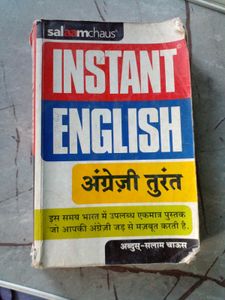 salaamchaus'
INSTANT
ENGLISH
अंग्रेज़ी तुरंत
इस समय भारत में उपलब्ध एकमात्र पुस्तक
जो आपकी अंग्रेज़ी जड़ से मज़बूत करती है.
अब्दुस्-सलाम चाऊस